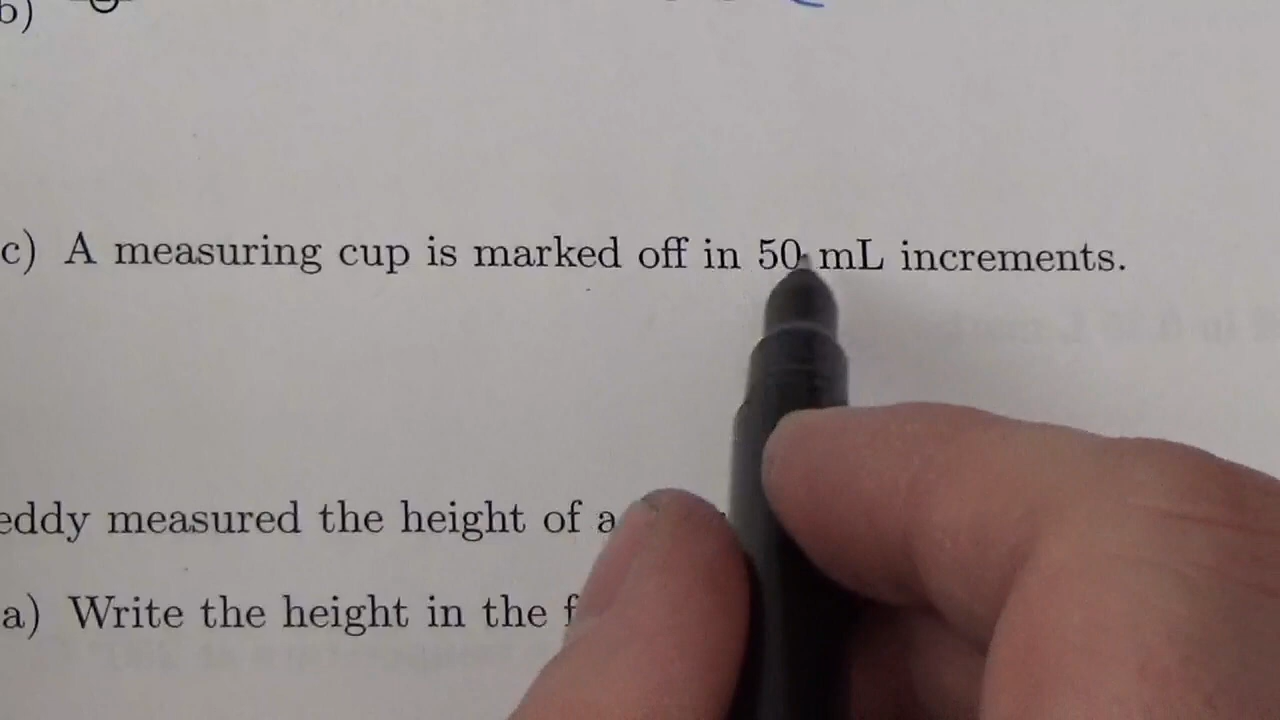 b)
c) A measuring cup is marked off in 50 mL increments.
eddy measured the height of a
a) Write the height in the f